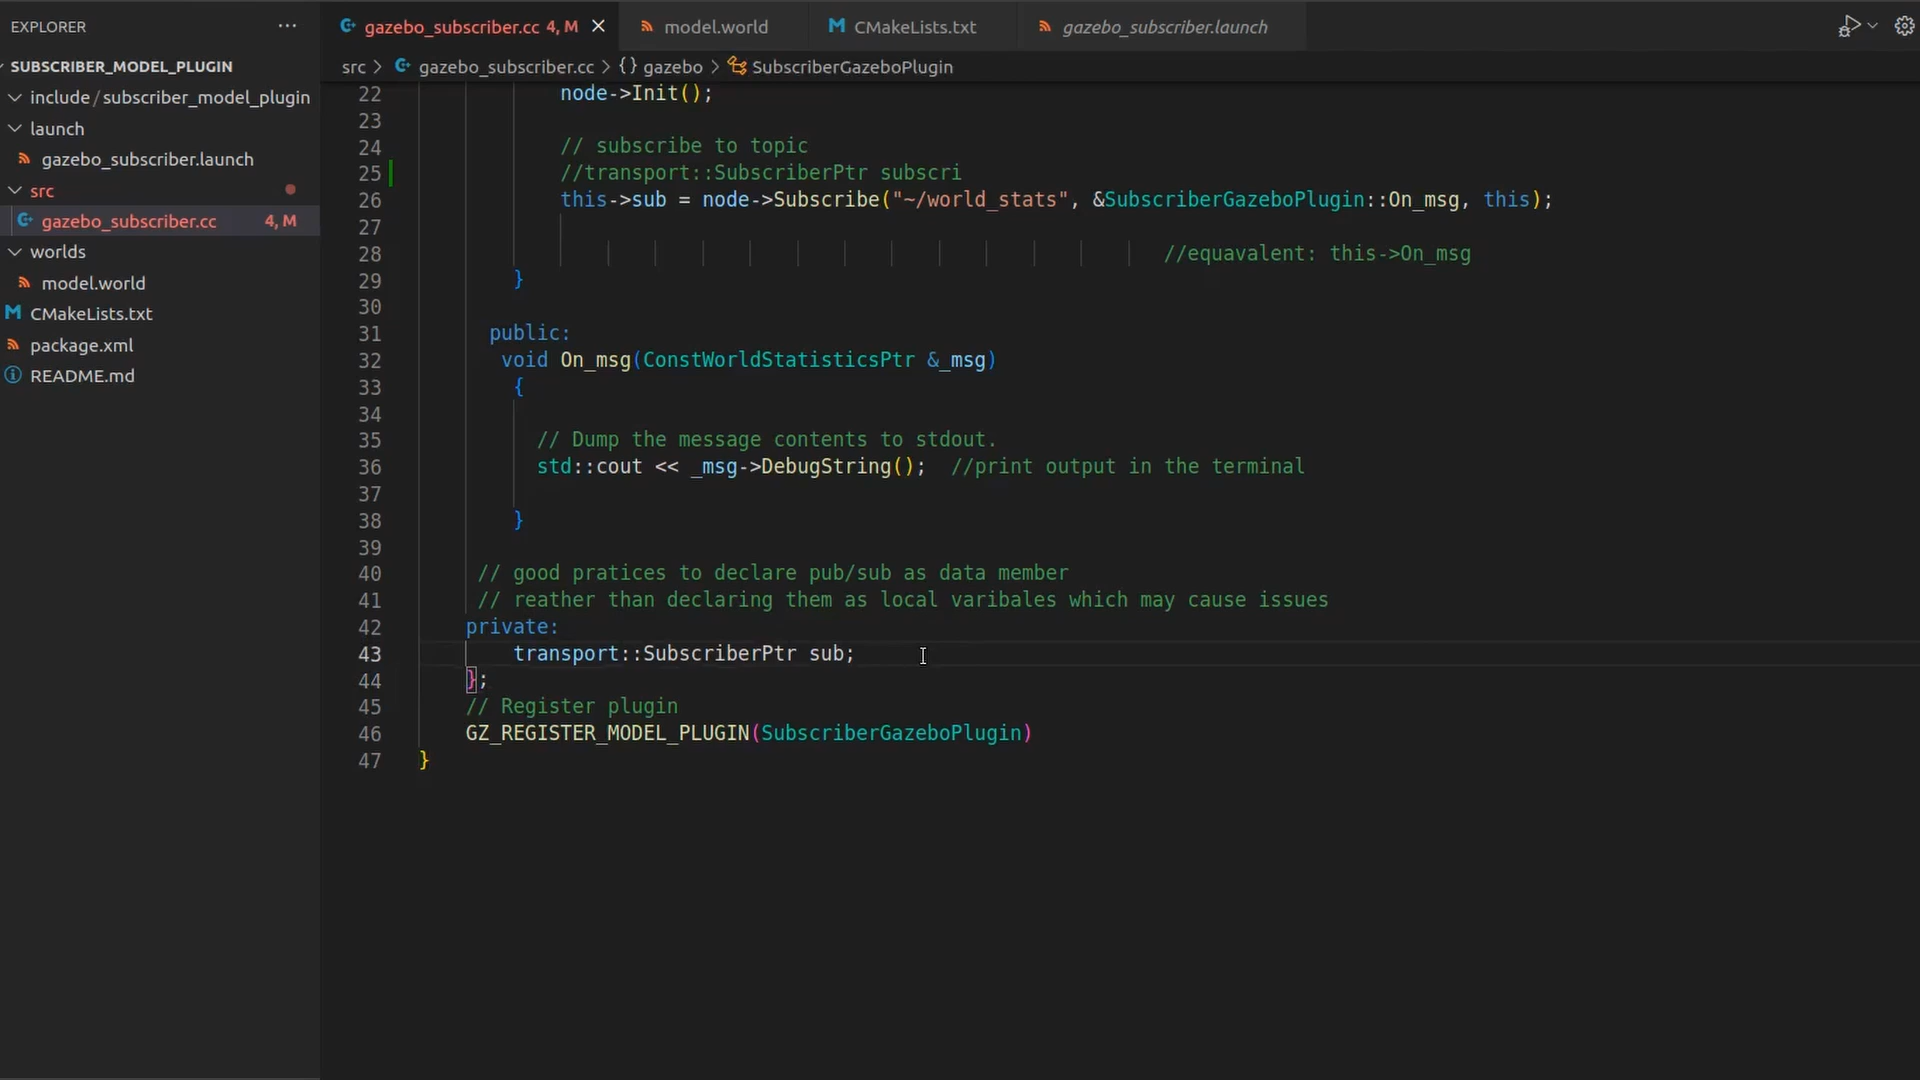 EXPLORER
SUBSCRIBER_MODEL_PLUGIN
include / subscriber_model_plugin
launch
gazebo_subscriber.launch
src
gazebo_subscriber.cc 4, M
worlds
model.world
CMakeLists.txt
package.xml
README.md
gazebo_subscriber.cc 4, M
model.world
CMakeLists.txt
gazebo_subscriber.launch
src > gazebo_subscriber.cc > {} gazebo > SubscriberGazeboPlugin
22 node->Init();
23
24 // subscribe to topic
25 //transport::SubscriberPtr subscri
26 this->sub = node->Subscribe("~/world_stats", &SubscriberGazeboPlugin::On_msg, this);
27
28 //equavalent: this->On_msg
29 }
30
31 public:
32 void On_msg(ConstWorldStatisticsPtr &_msg)
33 {
34
35 // Dump the message contents to stdout.
36 std::cout << _msg->DebugString(); //print output in the terminal
37
38 }
39
40 // good pratices to declare pub/sub as data member
41 // reather than declaring them as local varibales which may cause issues
42 private:
43 transport::SubscriberPtr sub;
44 };
45 // Register plugin
46 GZ_REGISTER_MODEL_PLUGIN(SubscriberGazeboPlugin)
47 }